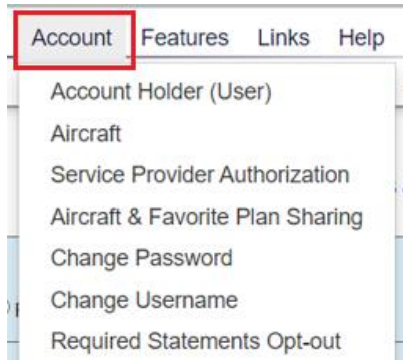 Account Features Links Help
Account Holder (User)
Aircraft
Service Provider Authorization
Aircraft & Favorite Plan Sharing
Change Password
Change Username
Required Statements Opt-out